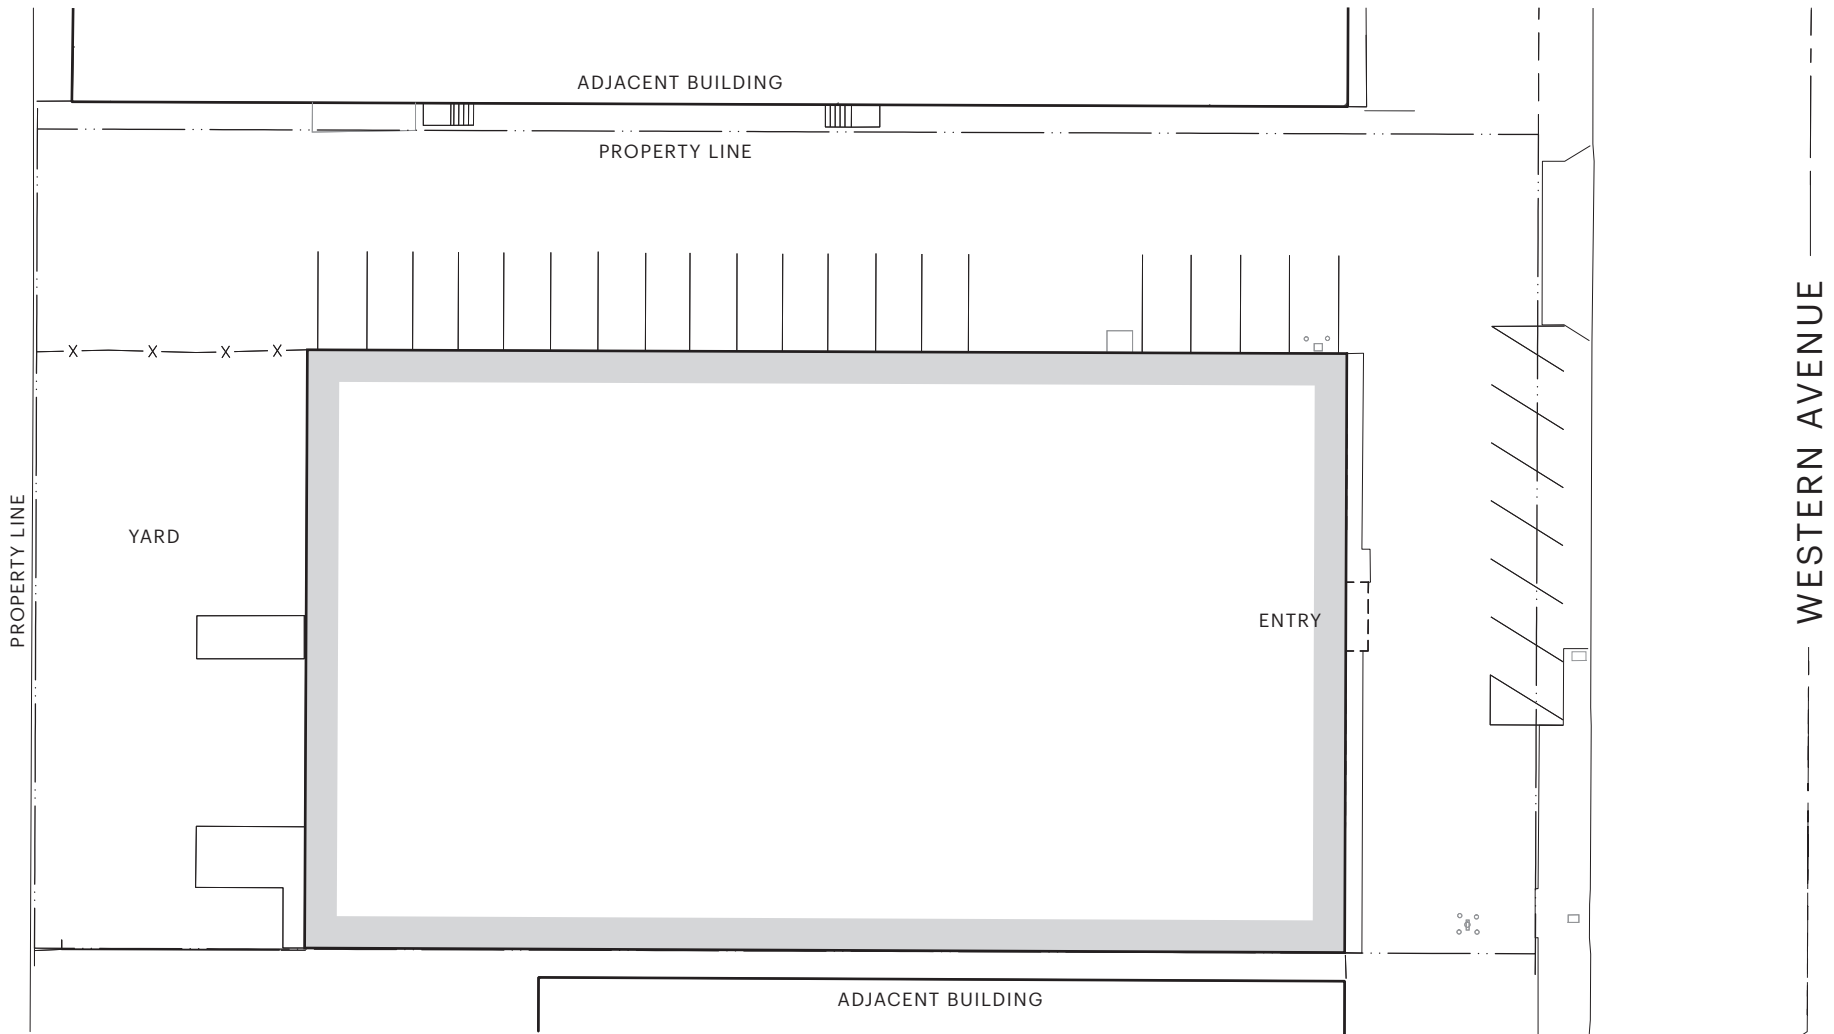 ADJACENT BUILDING
PROPERTY LINE
WESTERN AVENUE
PROPERTY LINE
YARD
ENTRY
ADJACENT BUILDING